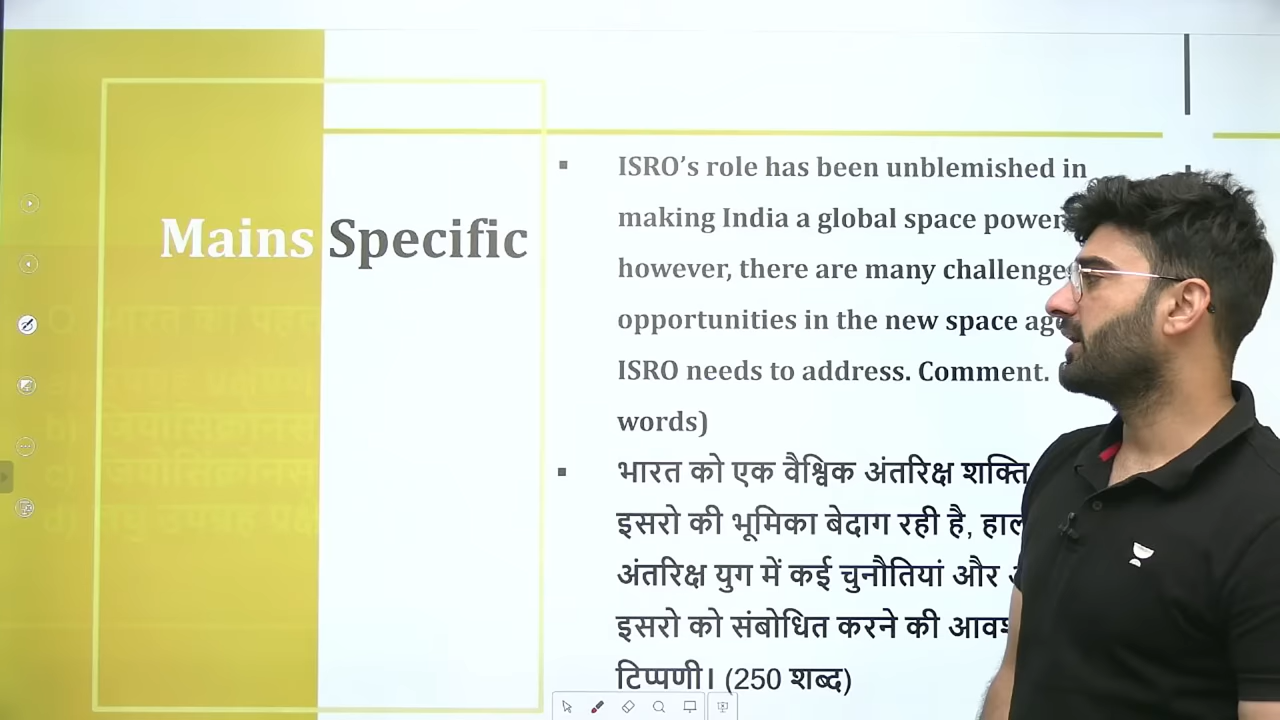 Mains Specific
ISRO’s role has been unblemished in
making India a global space power
however, there are many challenge
opportunities in the new space ag
ISRO needs to address. Comment.
words)
भारत को एक वैश्विक अंतरिक्ष शक्ति
इसरो की भूमिका बेदाग रही है,
अंतरिक्ष युग में कई चुनौतियां और
इसरो को संबोधित करने की
टिप्पणी। (250 शब्द)